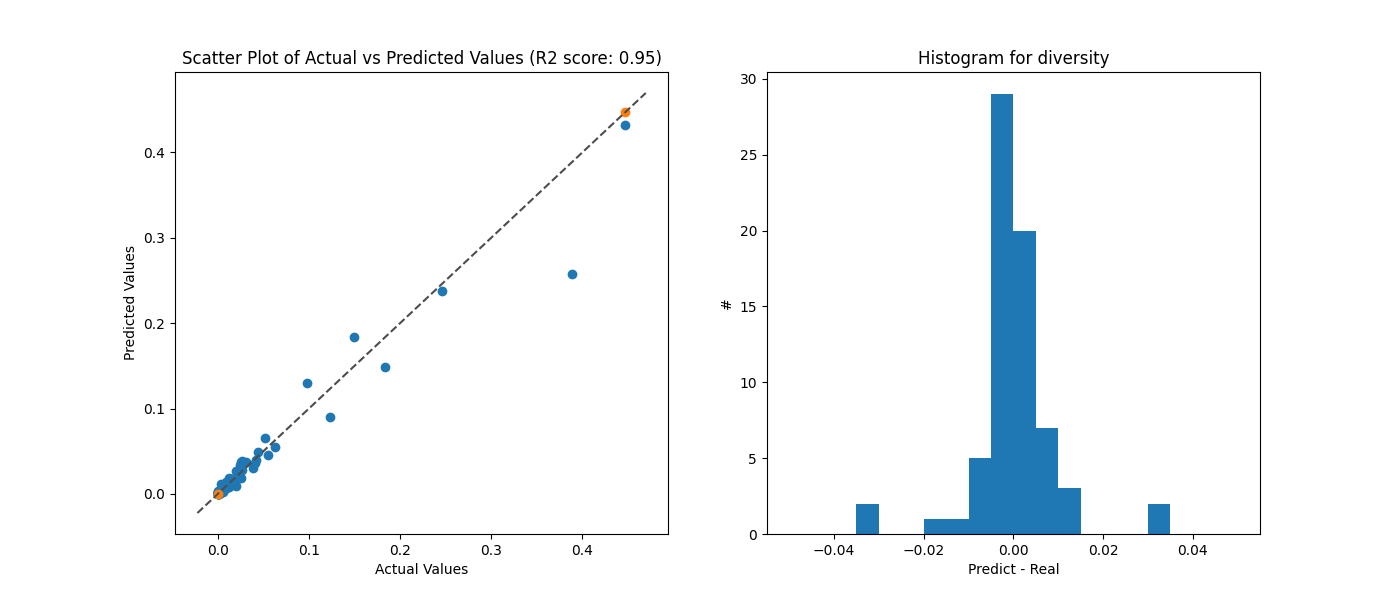 Scatter Plot of Actual vs Predicted Values (R2 score: 0.95)
Predicted Values
0.4
0.3
0.2
0.1
0.0
0.0 0.1 0.2 0.3 0.4
Actual Values
Histogram for diversity
#
30
25
20
15
10
5
0
−0.04 −0.02 0.00 0.02 0.04
Predict - Real